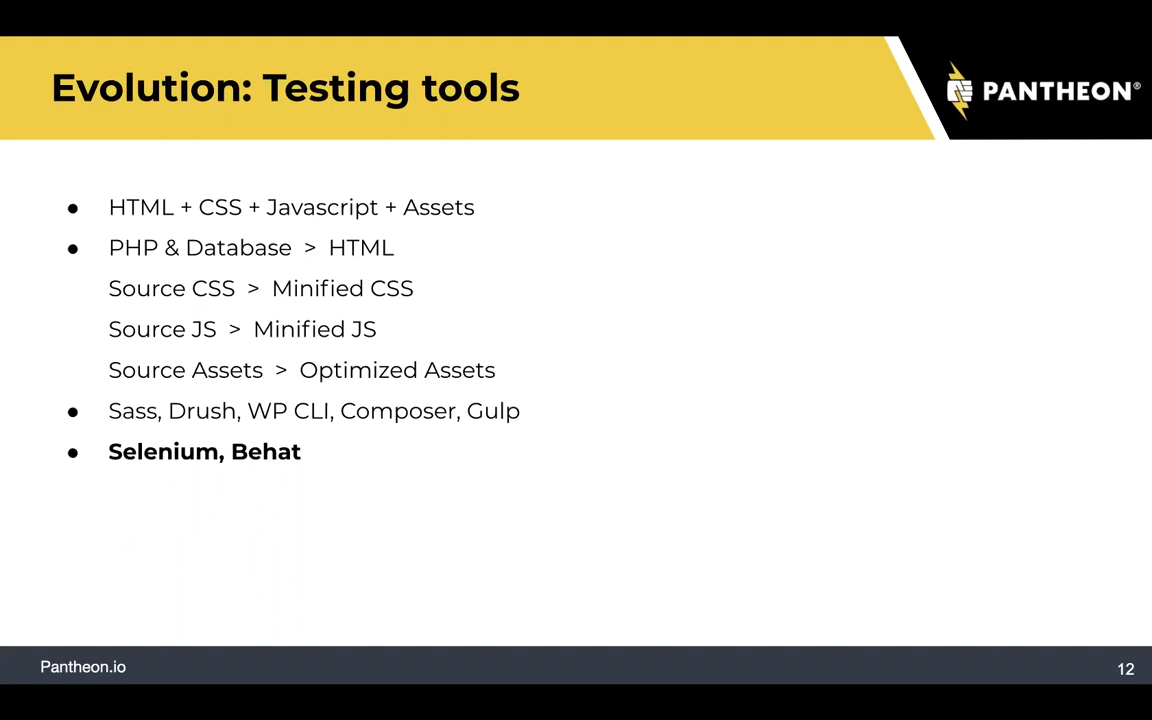 Evolution: Testing tools
PANTHEON®
● HTML + CSS + Javascript + Assets
● PHP & Database > HTML
Source CSS > Minified CSS
Source JS > Minified JS
Source Assets > Optimized Assets
● Sass, Drush, WP CLI, Composer, Gulp
● Selenium, Behat
Pantheon.io
12